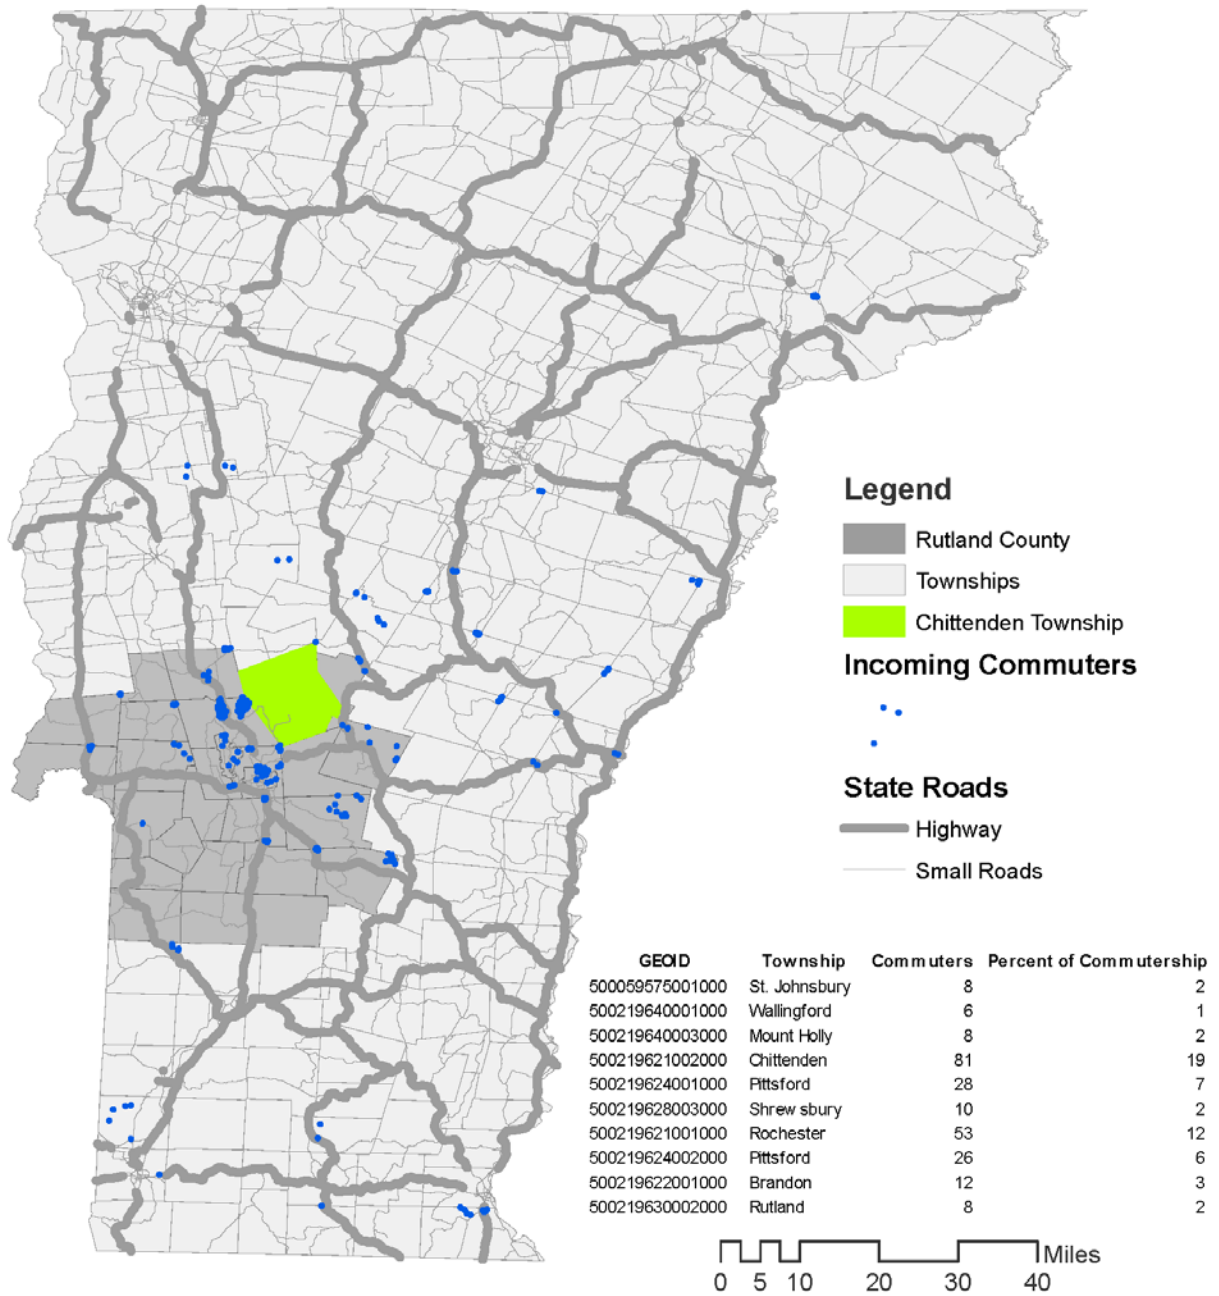 Legend
Rutland County
Townships
Chittenden Township
Incoming Commuters
State Roads
Highway
Small Roads
GEOID Township Commuters Percent of Commutership
500059575001000 St. Johnsbury 8 2
500219640001000 Wallingford 6 1
500219640003000 Mount Holly 8 2
500219621002000 Chittenden 81 19
500219624001000 Pittsford 28 7
500219628003000 Shrewsbury 10 2
500219621001000 Rochester 53 12
500219624002000 Pittsford 26 6
500219622001000 Brandon 12 3
500219630002000 Rutland 8 2
Miles
0 5 10 20 30 40